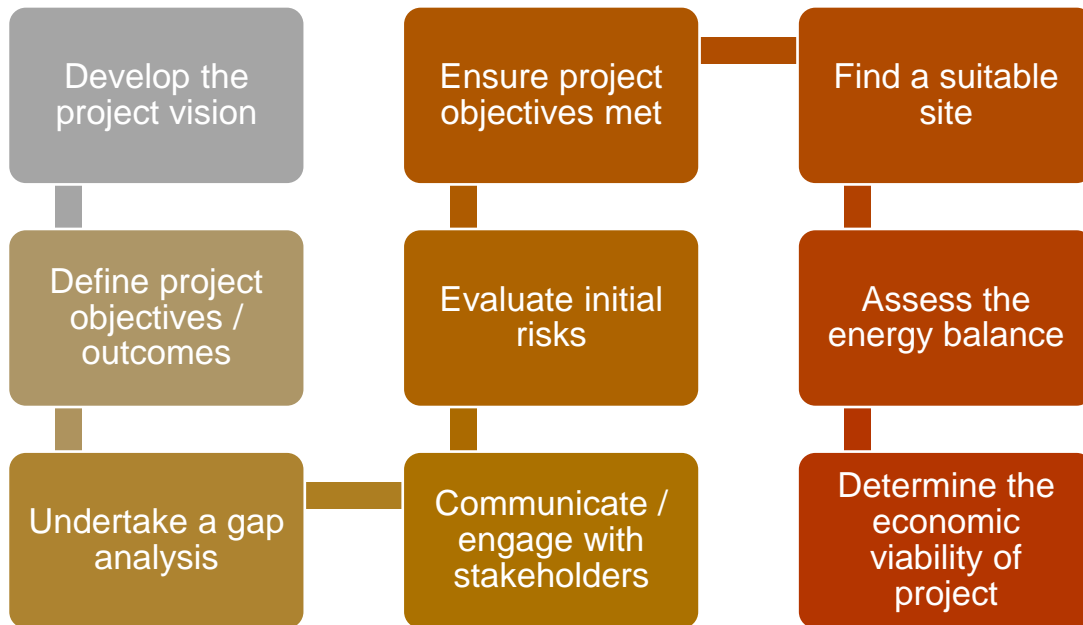 Develop the
project vision
Define project
objectives /
outcomes
Undertake a gap
analysis
Communicate /
engage with
stakeholders
Evaluate initial
risks
Ensure project
objectives met
Find a suitable
site
Assess the
energy balance
Determine the
economic
viability of
project